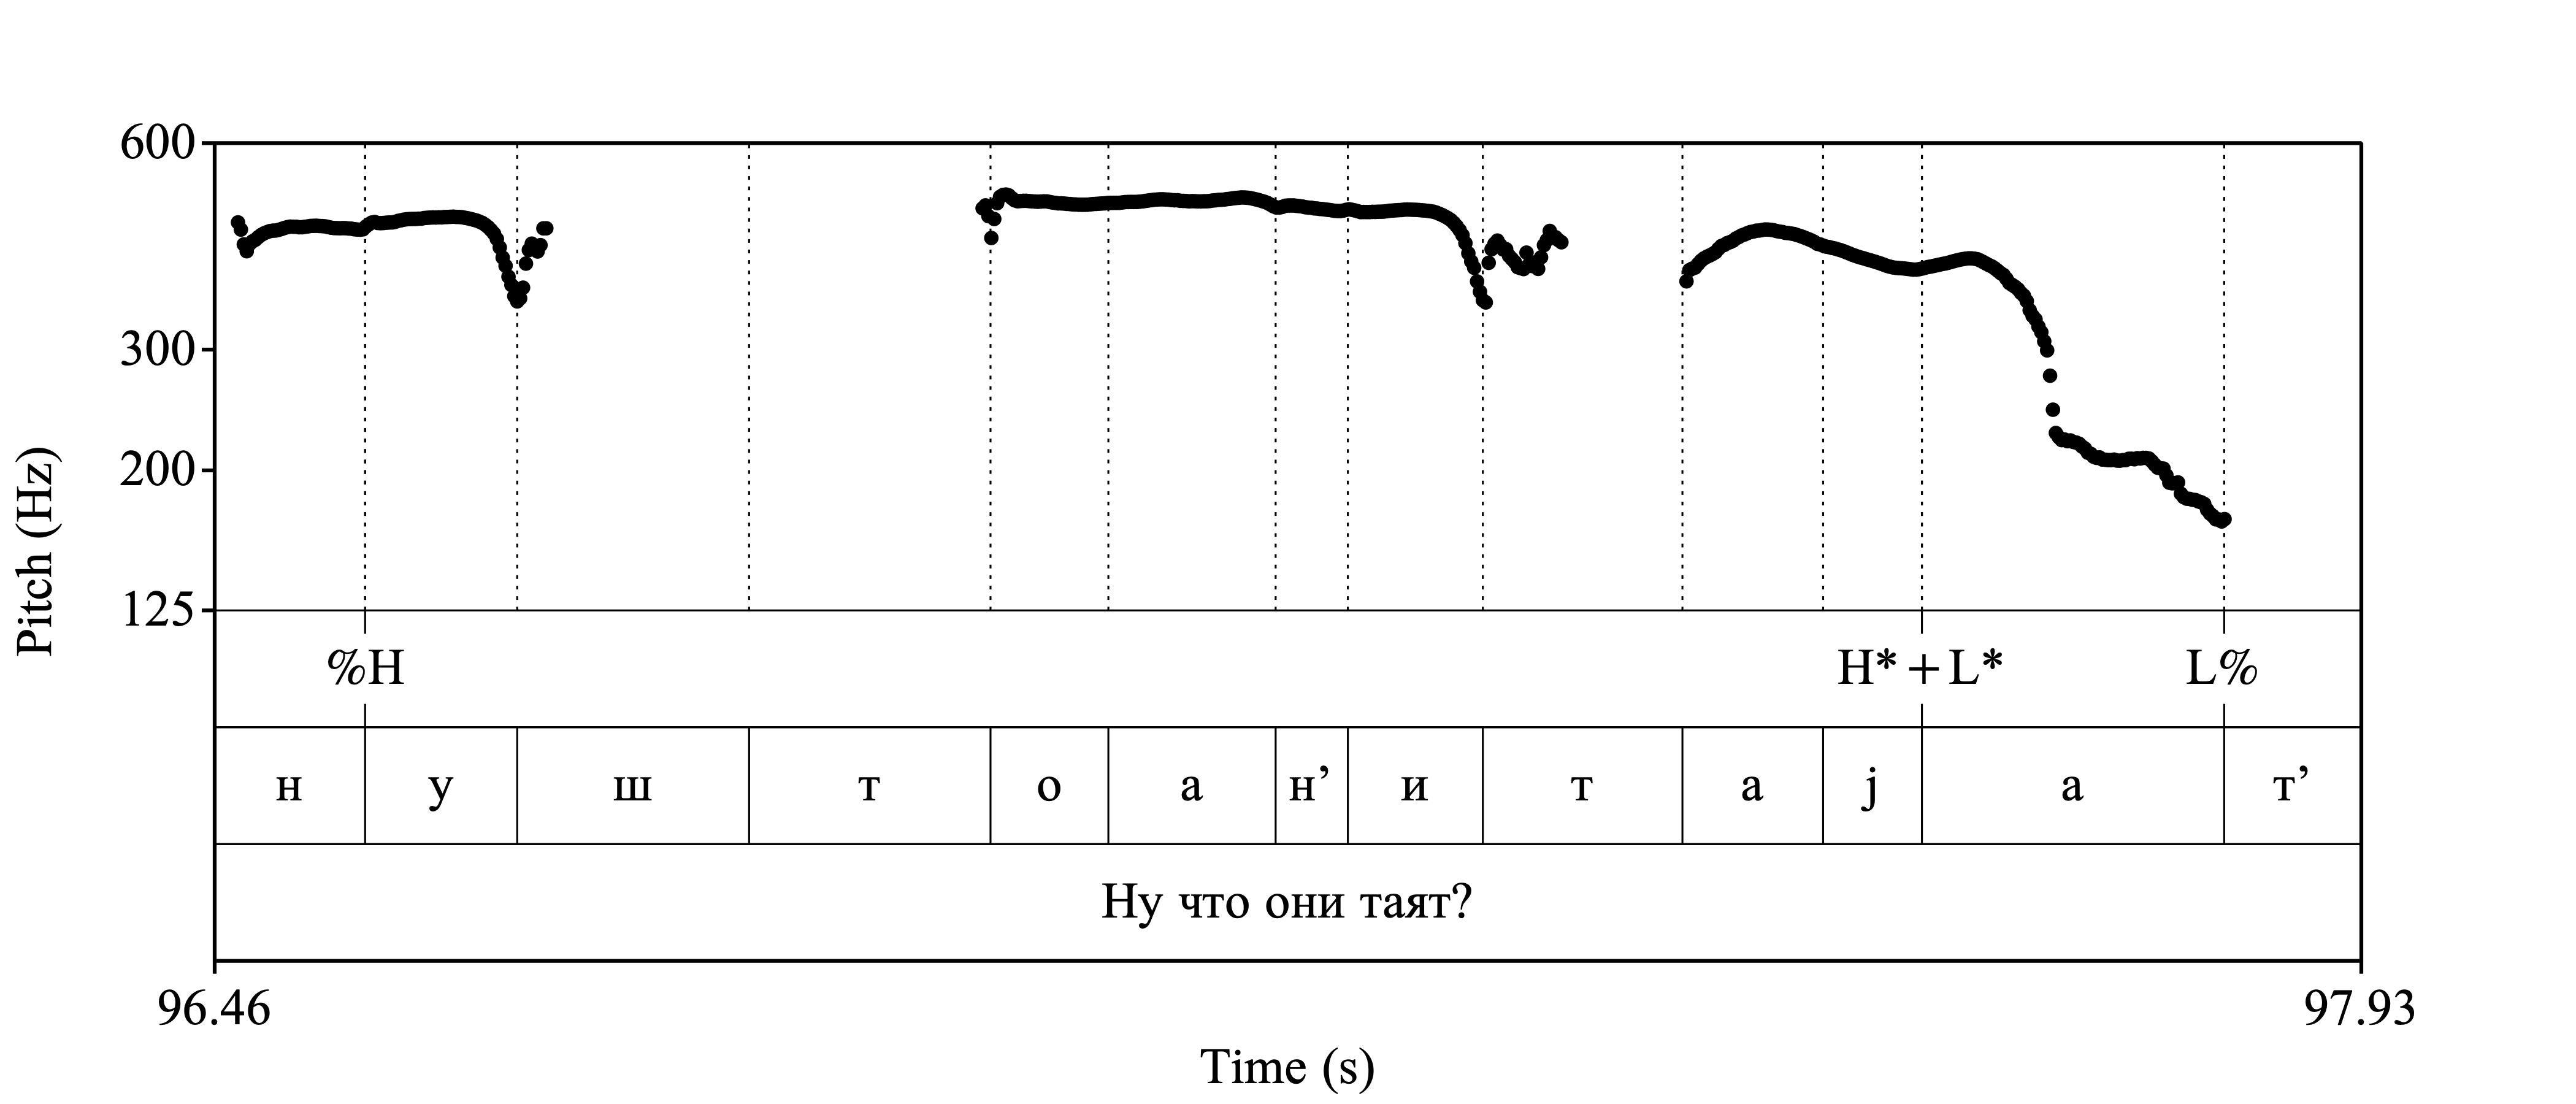 600
300
200
125
Pitch (Hz)
%H H*+L* L%
н у ш т о а н’ и т а j а т’
Ну что они таят?
96.46 97.93
Time (s)